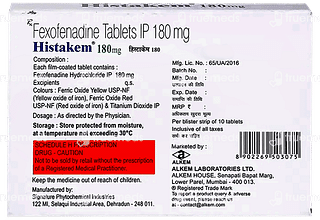 Rx Fexofenadine Tablets IP 180 mg
Histakem® 180mg हिस्टाकेम 180
Composition :
Each film-coated tablet contains:
Fexofenadine Hydrochloride IP 180 mg
Excipients q.s.
Colours : Ferric Oxide Yellow USP-NF
(Yellow oxide of iron), Ferric Oxide Red
USP-NF (Red oxide of iron) & Titanium Dioxide IP
Dosage : As directed by the Physician.
Storage : Store protected from moisture,
at a temperature not exceeding 30°C
SCHEDULE H PRESCRIPTION
DRUG CAUTION
Not to be sold by retail without the prescription
of a Registered Medical Practitioner.
Keep the medicine out of reach of children.
Manufactured by:
Signature Phytochemical Industries
122 MI, Selaqui Industrial Area, Dehradun - 248 011.
Mfg. Lic. No. : 65/UA/2016
Batch No. :
Mfg. Date :
Exp. Date :
MRP ₹ :
Per blister strip of 10 tablets
Inclusive of all taxes
8902269503075
ALKEM
ALKEM LABORATORIES LTD.
ALKEM HOUSE, Senapati Bapat Marg,
Lower Parel, Mumbai - 400 013.
® Registered Trade Mark